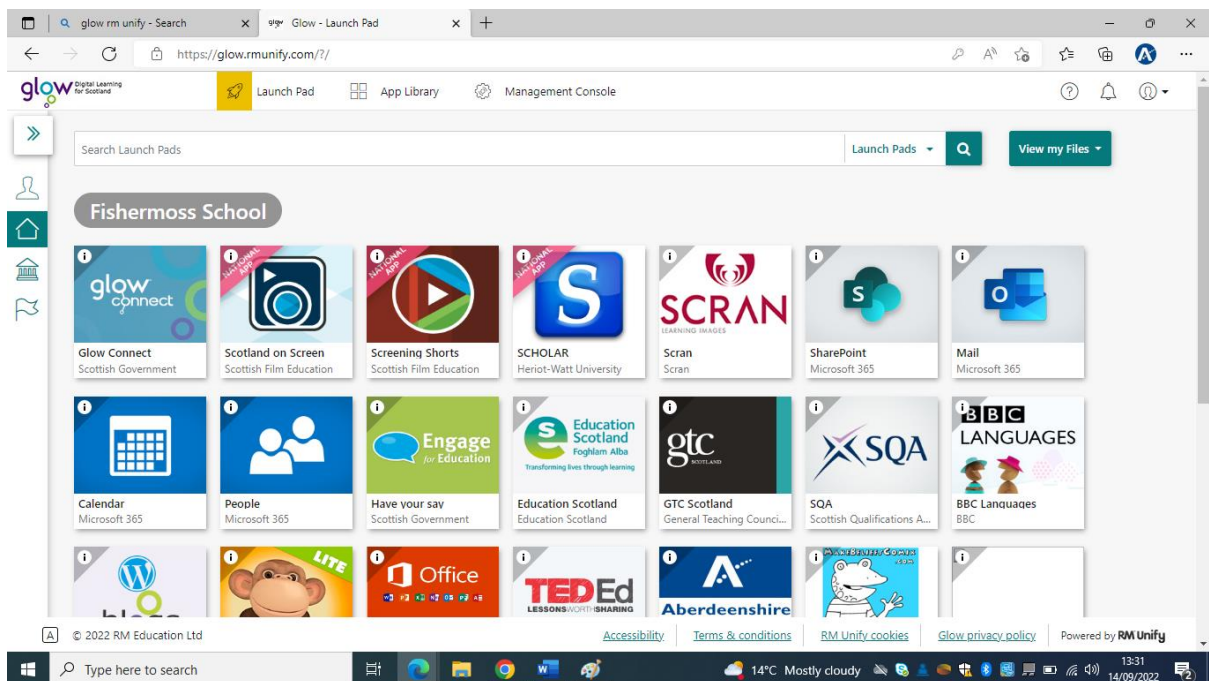 glow rm unify - Search
glow Glow - Launch Pad
https://glow.rmunify.com/?/
glow Digital Learning for Scotland
Launch Pad
App Library
Management Console
Search Launch Pads
Launch Pads
View my Files
Fishermoss School
glow connect
Glow Connect
Scottish Government
NATIONAL APP
Scotland on Screen
Scottish Film Education
NATIONAL APP
Screening Shorts
Scottish Film Education
NATIONAL APP
S
SCHOLAR
Heriot-Watt University
SCRAN
LEARNING IMAGES
Scran
Scran
S
SharePoint
Microsoft 365
O
Mail
Microsoft 365
Calendar
Microsoft 365
People
Microsoft 365
Engage
for Education
Have your say
Scottish Government
Education
Scotland
Foghlam Alba
Transforming lives through learning
Education Scotland
Education Scotland
gtc
SCOTLAND
GTC Scotland
General Teaching Counci...
SQA
SQA
Scottish Qualifications A...
BBC
LANGUAGES
BBC Languages
BBC
blogs
LITE
Office
TEDEd
LESSONS WORTH SHARING
Aberdeenshire
MAKEBELIEFSCOMIX
.COM
© 2022 RM Education Ltd
Accessibility
Terms & conditions
RM Unify cookies
Glow privacy policy
Powered by RM Unify
Type here to search
14°C Mostly cloudy
13:31
14/09/2022
2